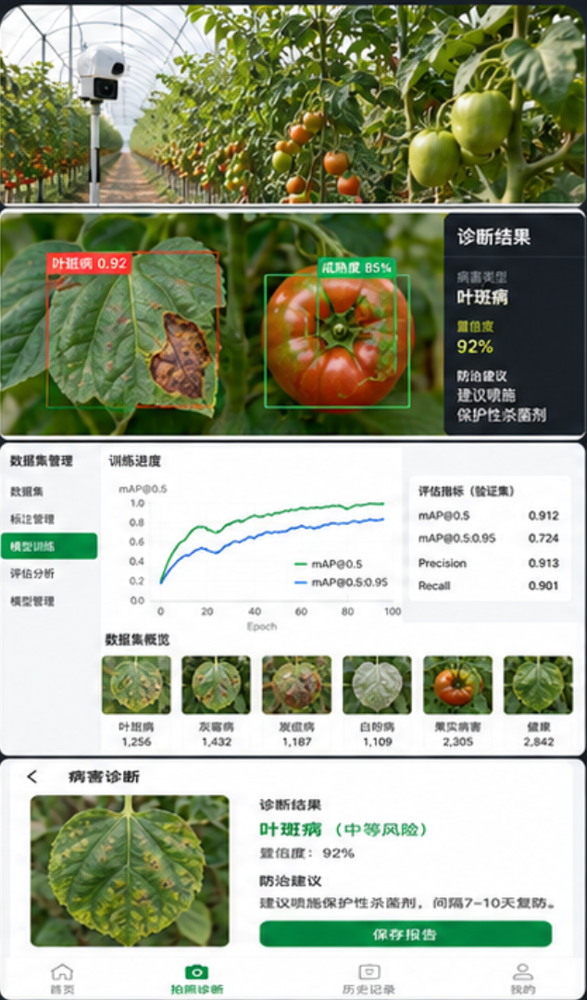 叶斑病 0.92
成熟度 85%
诊断结果
病害类型
叶斑病
置信度
92%
防治建议
建议喷施
保护性杀菌剂
数据集管理
数据集
标注管理
模型训练
评估分析
模型管理
训练进度
mAP@0.5
1.0
0.8
0.6
0.4
0.2
0.0
0
20
40
60
80
100
Epoch
mAP@0.5
mAP@0.5:0.95
评估指标（验证集）
mAP@0.5 0.912
mAP@0.5:0.95 0.724
Precision 0.913
Recall 0.901
数据集概览
叶斑病
1,256
灰霉病
1,432
炭疽病
1,187
白粉病
1,109
果实病害
2,305
健康
2,842
病害诊断
诊断结果
叶斑病（中等风险）
置信度：92%
防治建议
建议喷施保护性杀菌剂，间隔7-10天复防。
保存报告
首页
拍照诊断
历史记录
我的